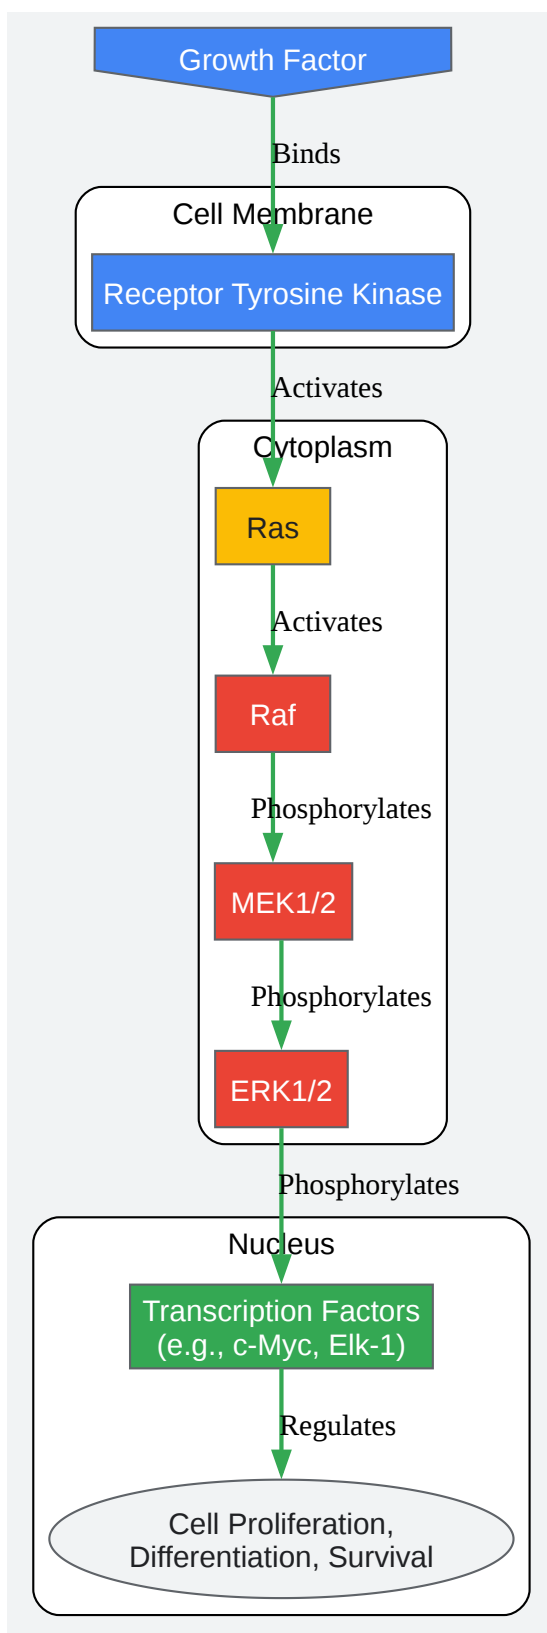 Growth Factor
Binds
Cell Membrane
Receptor Tyrosine Kinase
Activates
Cytoplasm
Ras
Activates
Raf
Phosphorylates
MEK1/2
Phosphorylates
ERK1/2
Phosphorylates
Nucleus
Transcription Factors
(e.g., c-Myc, Elk-1)
Regulates
Cell Proliferation,
Differentiation, Survival